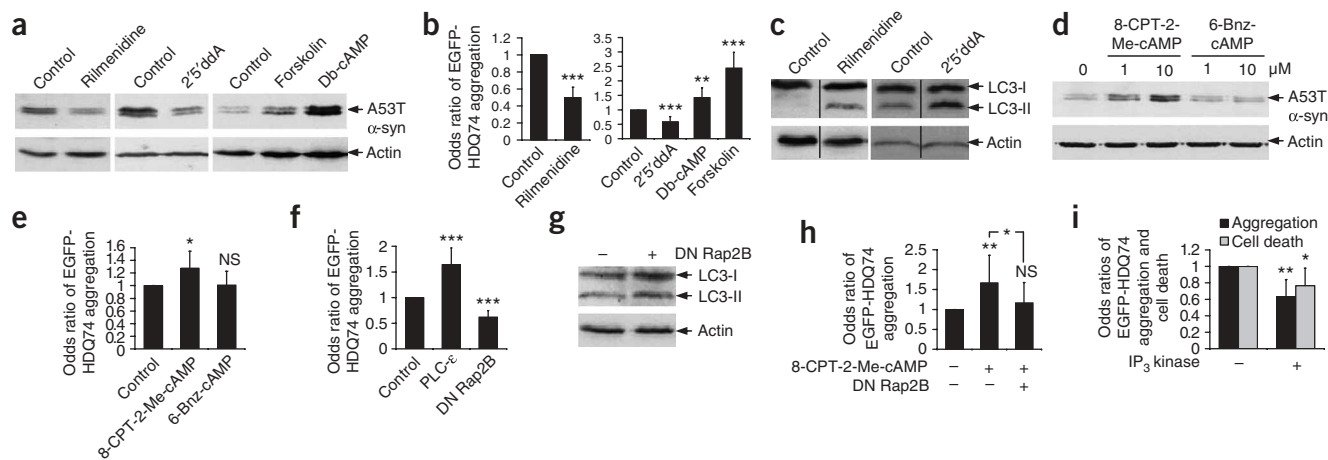 a
Control
Rilmenidine
Control
2′5′ddA
Control
Forskolin
Db-cAMP
A53T
α-syn
Actin
b
Odds ratio of EGFP-
HDQ74 aggregation
1.4
1.2
1
0.8
0.6
0.4
0.2
0
***
Control
Rilmenidine
3.5
3
2.5
2
1.5
1
0.5
0
***
**
***
Control
2′5′ddA
Db-cAMP
Forskolin
c
Control
Rilmenidine
Control
2′5′ddA
LC3-I
LC3-II
Actin
d
8-CPT-2-
Me-cAMP
6-Bnz-
cAMP
0 1 10 1 10 μM
A53T
α-syn
Actin
e
Odds ratio of EGFP-
HDQ74 aggregation
1.6
1.4
1.2
1
0.8
0.6
0.4
0.2
0
*
NS
Control
8-CPT-2-Me-cAMP
6-Bnz-cAMP
f
Odds ratio of EGFP-
HDQ74 aggregation
2
1.5
1
0.5
0
***
***
Control
PLC-ε
DN Rap2B
g
– + DN Rap2B
LC3-I
LC3-II
Actin
h
Odds ratio of
EGFP-HDQ74
aggregation
2.5
2
1.5
1
0.5
0
**
*
NS
8-CPT-2-Me-cAMP – + +
DN Rap2B – – +
i
Aggregation
Cell death
Odds ratios of
EGFP-HDQ74
aggregation and
cell death
1
0.8
0.6
0.4
0.2
0
**
*
IP3 kinase – +